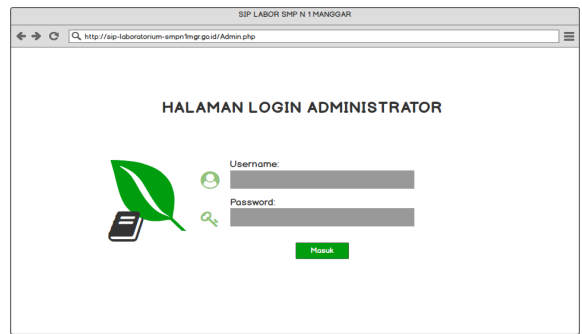 SIP LABOR SMP N 1 MANGGAR
http://sip-laboratorium-smpn1mgr.go.id/Admin.php
HALAMAN LOGIN ADMINISTRATOR
Username:
Password:
Masuk